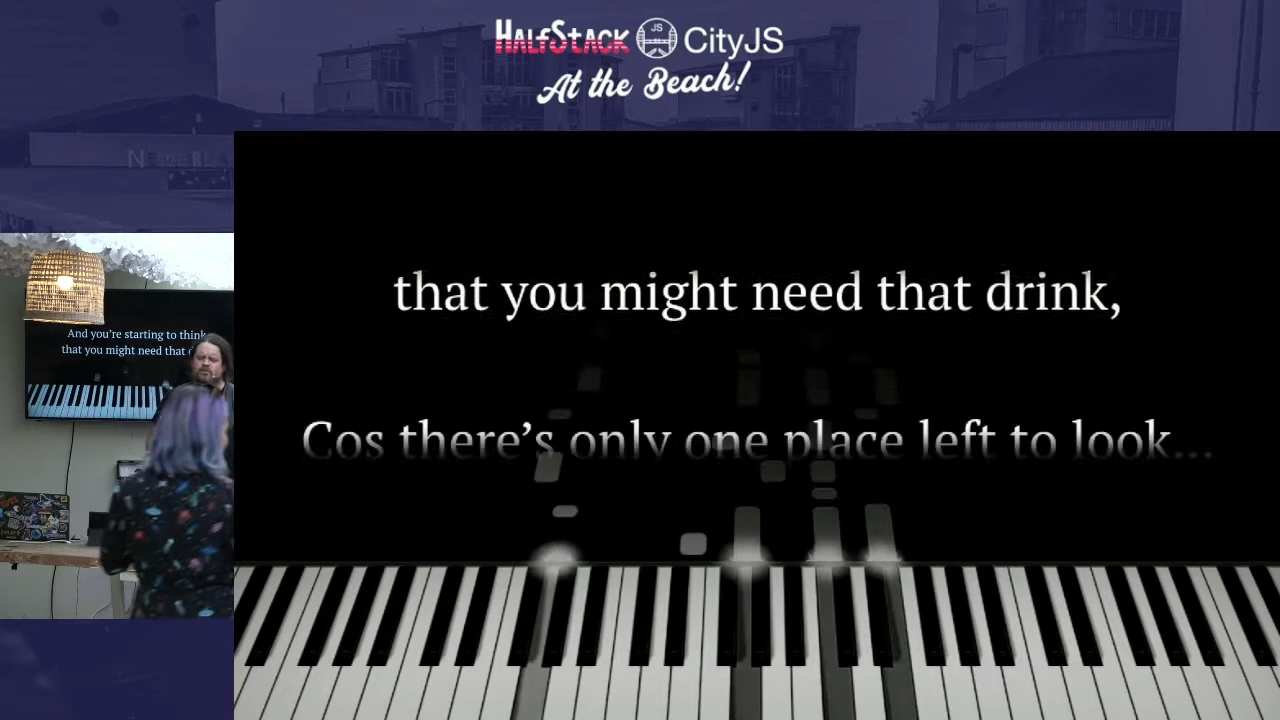 HALFSTACK JS CityJS
At the Beach!
that you might need that drink,
Cos there’s only one place left to look...
And you’re starting to think
that you might need that